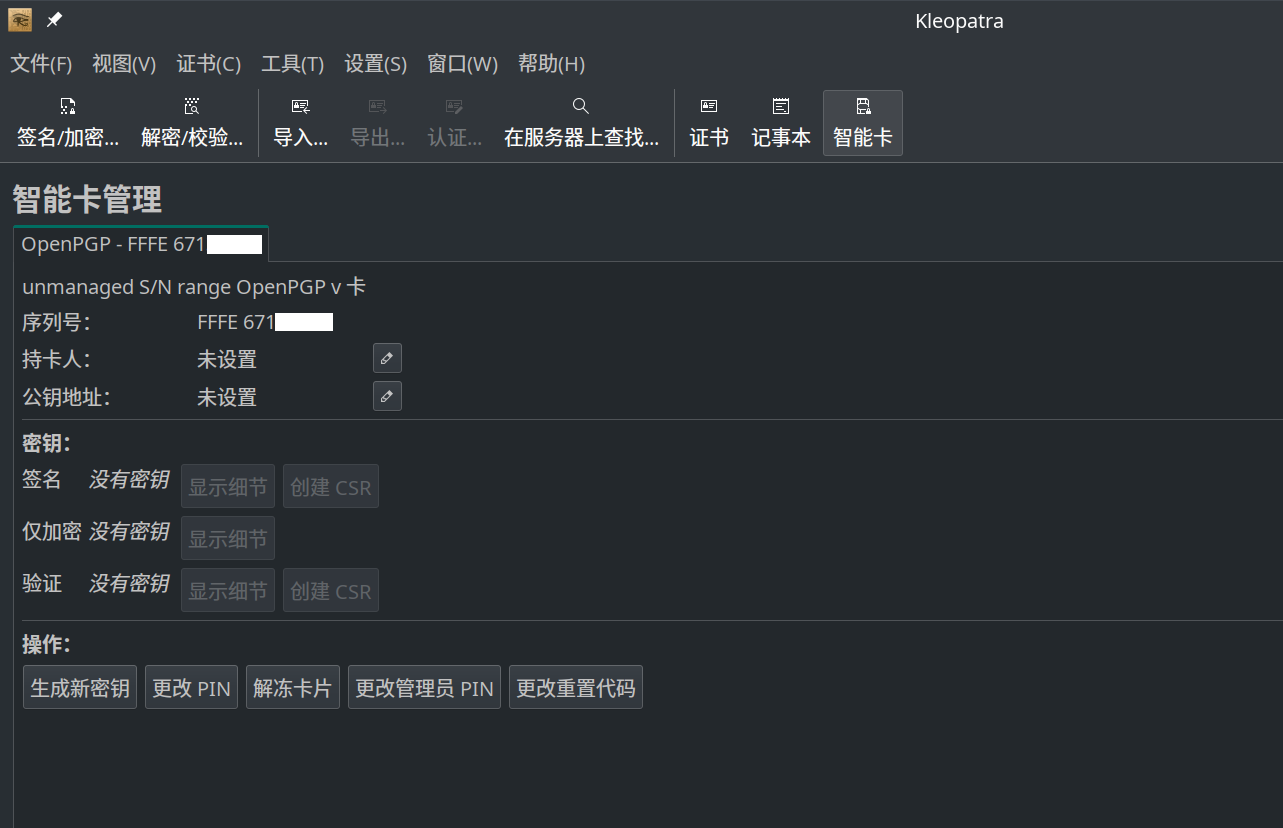 Kleopatra
文件(F) 视图(V) 证书(C) 工具(T) 设置(S) 窗口(W) 帮助(H)
签名/加密... 解密/校验... 导入... 导出... 认证... 在服务器上查找... 证书 记事本 智能卡
智能卡管理
OpenPGP - FFFE 671
unmanaged S/N range OpenPGP v 卡
序列号： FFFE 671
持卡人： 未设置
公钥地址： 未设置
密钥：
签名 没有密钥 显示细节 创建 CSR
仅加密 没有密钥 显示细节
验证 没有密钥 显示细节 创建 CSR
操作：
生成新密钥 更改 PIN 解冻卡片 更改管理员 PIN 更改重置代码